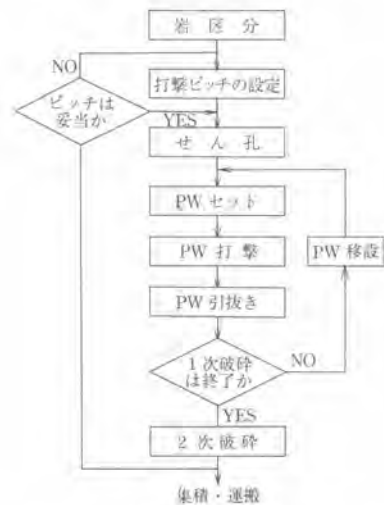 岩区分
NO
打撃ピッチの設定
ピッチは
妥当か
YES
せん孔
PWセット
PW打撃
PW移設
PW引抜き
1次破砕
は終了か
NO
YES
2次破砕
集積・運搬